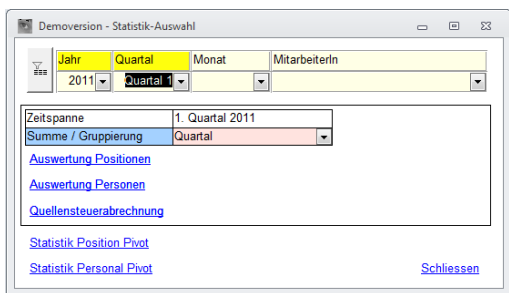 Demoversion - Statistik-Auswahl
Jahr Quartal Monat MitarbeiterIn
2011 Quartal 1
Zeitspanne 1. Quartal 2011
Summe / Gruppierung Quartal
Auswertung Positionen
Auswertung Personen
Quellensteuerabrechnung
Statistik Position Pivot
Statistik Personal Pivot Schliessen